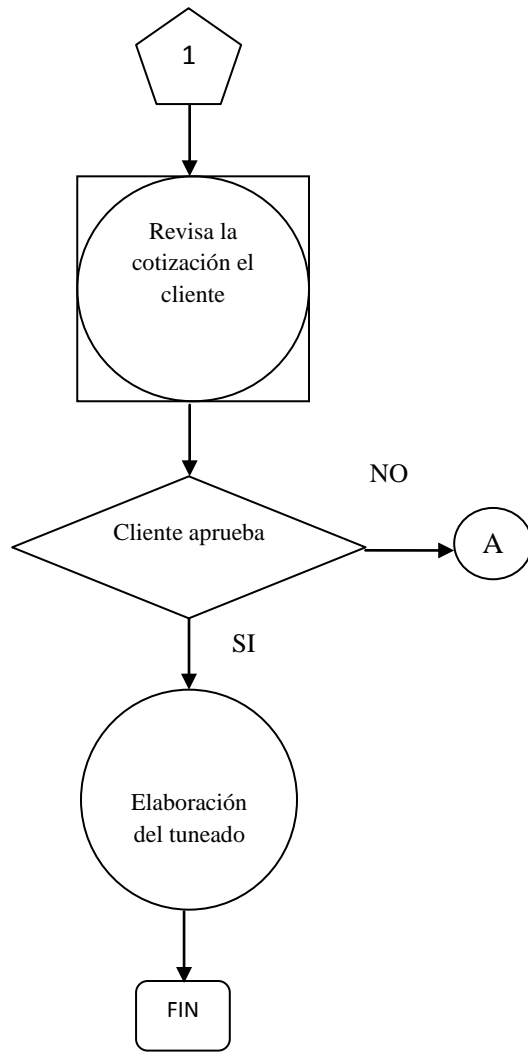 1
Revisa la
cotización el
cliente
NO
Cliente aprueba
A
SI
Elaboración
del tuneado
FIN